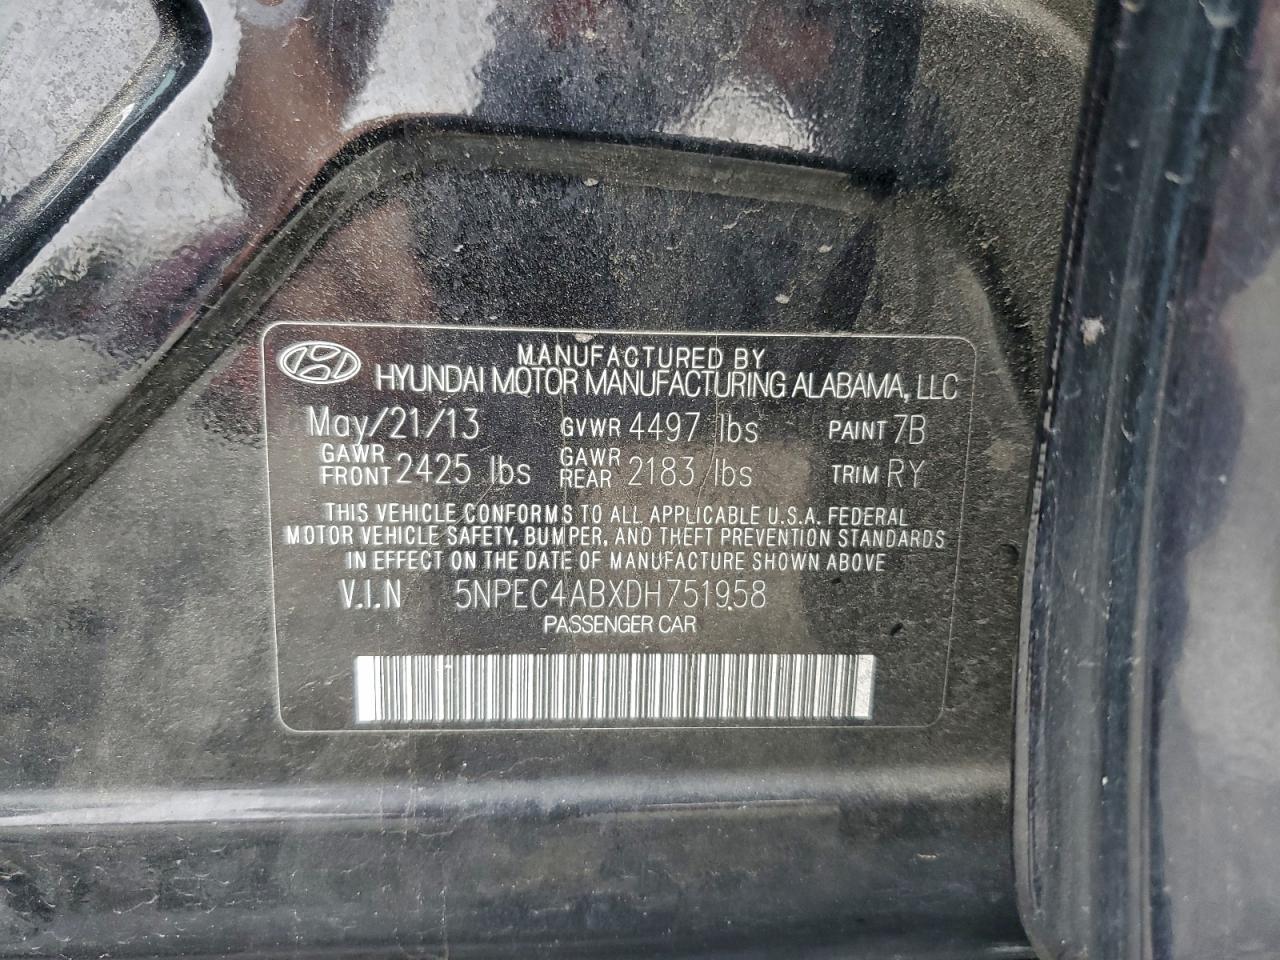 MANUFACTURED BY
HYUNDAI MOTOR MANUFACTURING ALABAMA, LLC
May/21/13 GVWR 4497 lbs PAINT 7B
GAWR FRONT 2425 lbs GAWR REAR 2183 lbs TRIM RY
THIS VEHICLE CONFORMS TO ALL APPLICABLE U.S.A. FEDERAL
MOTOR VEHICLE SAFETY, BUMPER, AND THEFT PREVENTION STANDARDS
IN EFFECT ON THE DATE OF MANUFACTURE SHOWN ABOVE
V.I.N 5NPEC4ABXDH751958
PASSENGER CAR